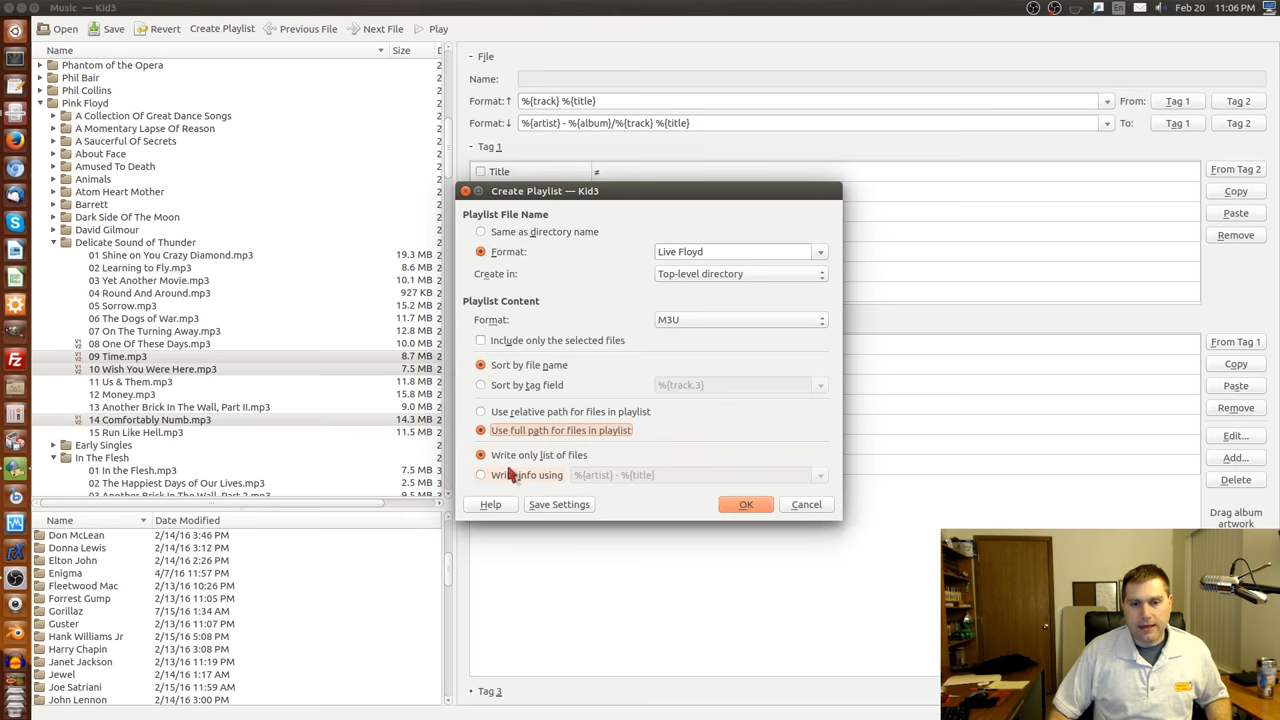 Music — Kid3
En
Feb 20
11:06 PM
Open
Save
Revert
Create Playlist
Previous File
Next File
Play
Name
Size
Phantom of the Opera
Phil Bair
Phil Collins
Pink Floyd
A Collection Of Great Dance Songs
A Momentary Lapse Of Reason
A Saucerful Of Secrets
About Face
Amused To Death
Animals
Atom Heart Mother
Barrett
Dark Side Of The Moon
David Gilmour
Delicate Sound of Thunder
01 Shine on You Crazy Diamond.mp3 19.3 MB
02 Learning to Fly.mp3 8.6 MB
03 Yet Another Movie.mp3 10.1 MB
04 Round And Around.mp3 927 KB
05 Sorrow.mp3 15.2 MB
06 The Dogs of War.mp3 11.4 MB
07 On The Turning Away.mp3 12.7 MB
08 One Of These Days.mp3 10.0 MB
09 Time.mp3 8.7 MB
10 Wish You Were Here.mp3 7.5 MB
11 Us & Them.mp3 11.8 MB
12 Money.mp3 15.8 MB
13 Another Brick In The Wall, Part II.mp3 9.0 MB
14 Comfortably Numb.mp3 14.3 MB
15 Run Like Hell.mp3 11.5 MB
Early Singles
In The Flesh
01 In the Flesh.mp3 7.5 MB
02 The Happiest Days of Our Lives.mp3 3.0 MB
Name Date Modified
Don McLean 2/14/16 3:46 PM
Donna Lewis 2/14/16 3:12 PM
Elton John 2/14/16 2:26 PM
Enigma 4/7/16 11:57 PM
Fleetwood Mac 2/13/16 10:26 PM
Forrest Gump 2/13/16 11:05 PM
Gorillaz 7/15/16 1:34 AM
Guster 2/13/16 11:03 PM
Hank Williams Jr 2/15/16 5:08 PM
Harry Chapin 2/15/16 5:08 PM
Janet Jackson 2/13/16 11:19 PM
Jewel 2/14/16 1:17 AM
Joe Satriani 2/15/16 11:59 AM
John Lennon 2/13/16 3:00 PM
File
Name:
Format:↑ %{track} %{title} From: Tag 1 Tag 2
Format:↓ %{artist} - %{album}/%{track} %{title} To: Tag 1 Tag 2
Tag 1
Title ≠
From Tag 2
Copy
Paste
Remove
Create Playlist — Kid3
Playlist File Name
Same as directory name
Format: Live Floyd
Create in: Top-level directory
Playlist Content
Format: M3U
Include only the selected files
Sort by file name
Sort by tag field %{track.3}
Use relative path for files in playlist
Use full path for files in playlist
Write only list of files
Write info using %{artist} - %{title}
Help
Save Settings
OK
Cancel
From Tag 1
Copy
Paste
Remove
Edit...
Add...
Delete
Drag album
artwork
Tag 3